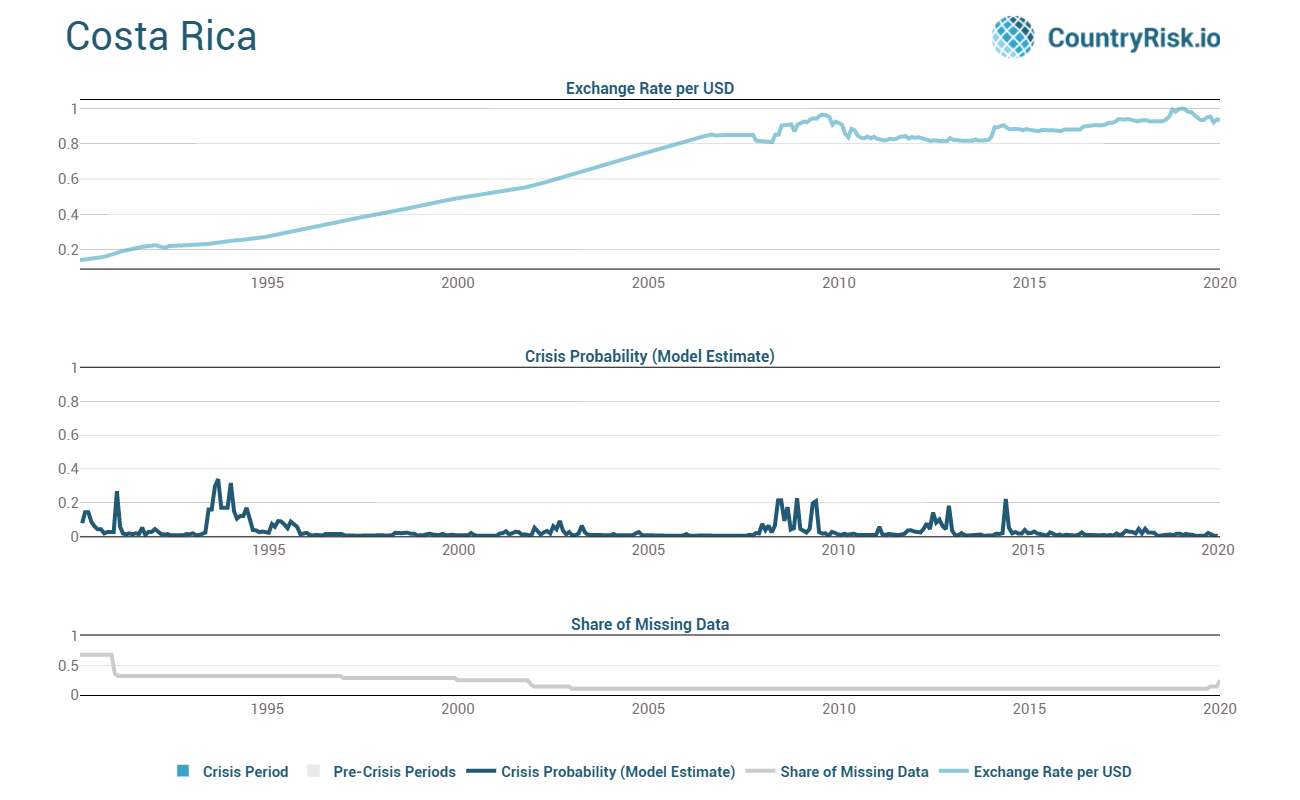 Costa Rica
CountryRisk.io
Exchange Rate per USD
1
0.8
0.6
0.4
0.2
1995 2000 2005 2010 2015 2020
Crisis Probability (Model Estimate)
1
0.8
0.6
0.4
0.2
0
1995 2000 2005 2010 2015 2020
Share of Missing Data
1
0.5
0
1995 2000 2005 2010 2015 2020
Crisis Period Pre-Crisis Periods Crisis Probability (Model Estimate) Share of Missing Data Exchange Rate per USD